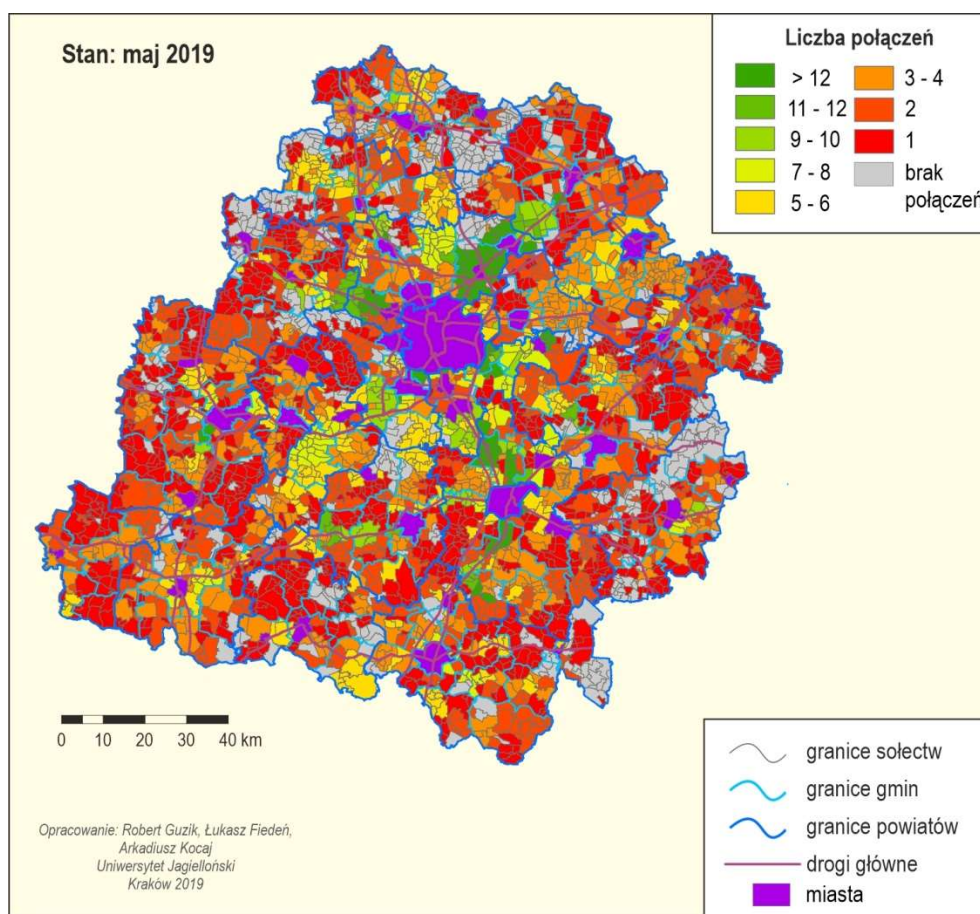 Stan: maj 2019
Liczba połączeń
> 12
11 - 12
9 - 10
7 - 8
5 - 6
3 - 4
2
1
brak
połączeń
0 10 20 30 40 km
Opracowanie: Robert Guzik, Łukasz Fiedeń,
Arkadiusz Kocaj
Uniwersytet Jagielloński
Kraków 2019
granice sołectw
granice gmin
granice powiatów
drogi główne
miasta